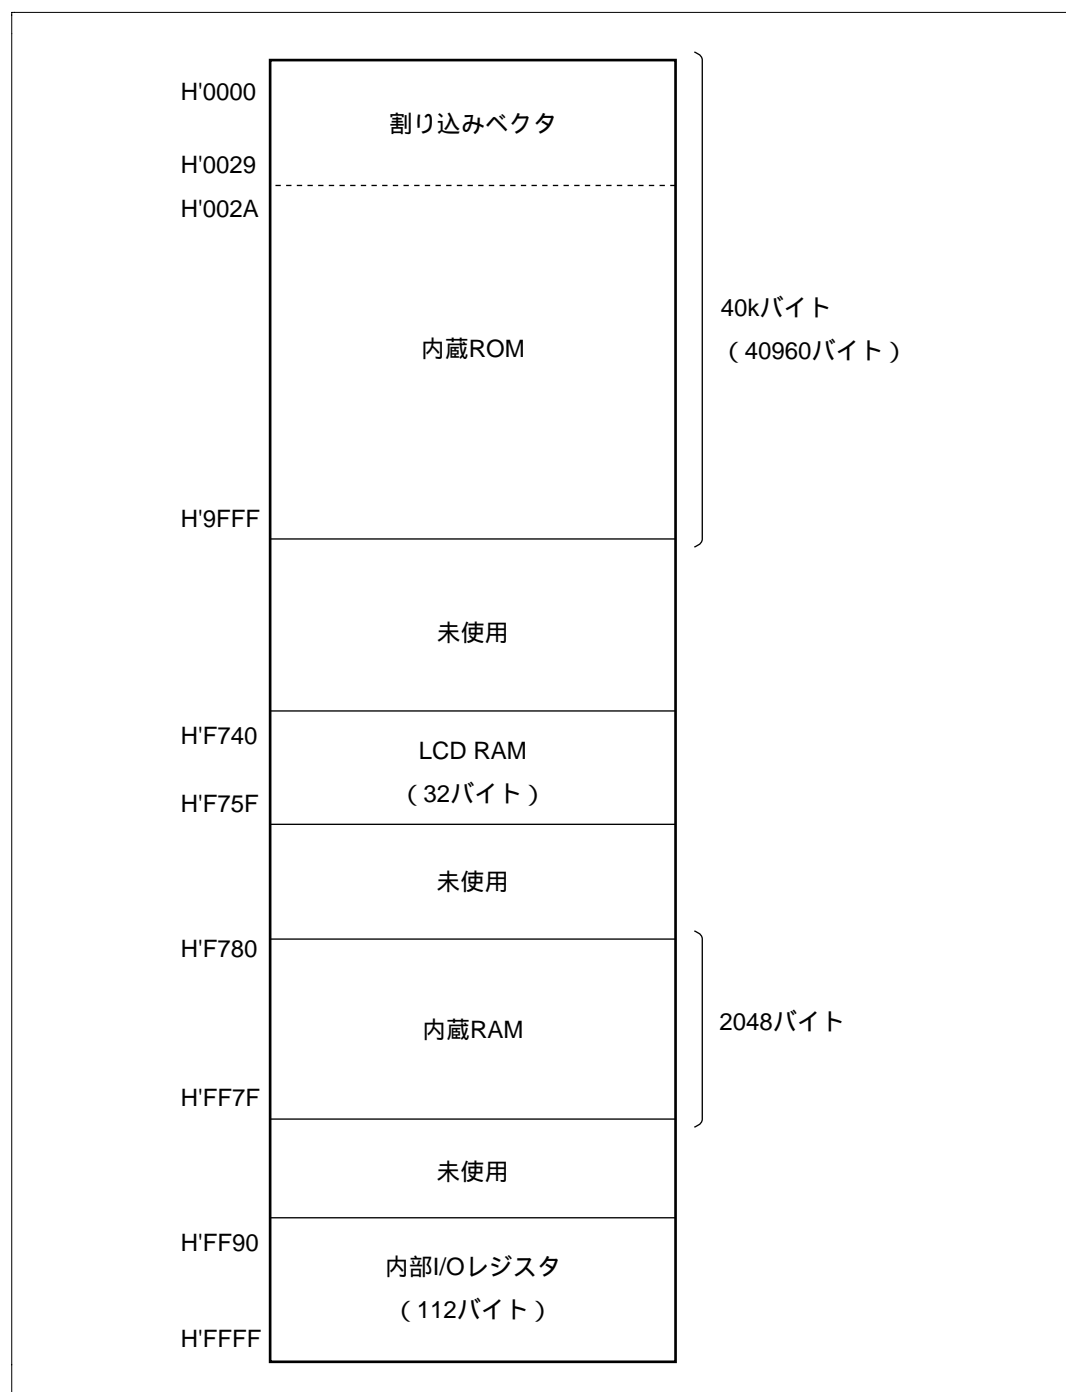 H'0000
割り込みベクタ
H'0029
H'002A
40kバイト
（40960バイト）
内蔵ROM
H'9FFF
未使用
H'F740
LCD RAM
（32バイト）
H'F75F
未使用
H'F780
内蔵RAM
2048バイト
H'FF7F
未使用
H'FF90
内部I/Oレジスタ
（112バイト）
H'FFFF